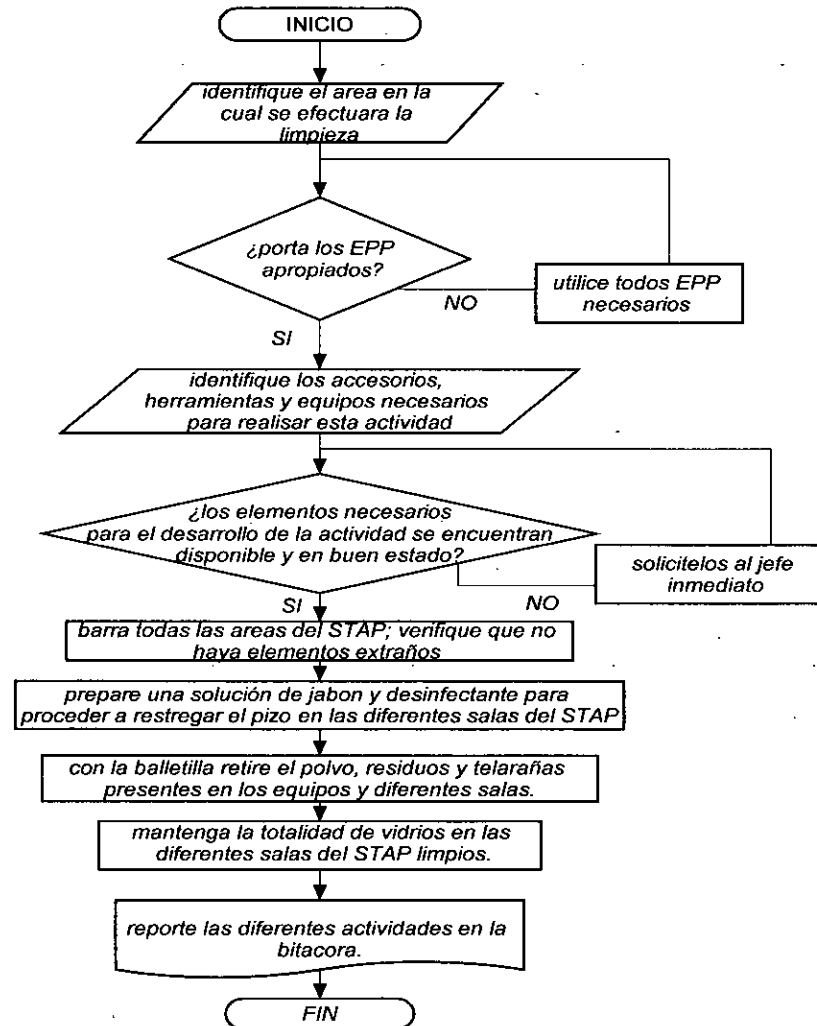 INICIO
identifique el area en la
cual se efectuara la
limpieza
¿porta los EPP
apropiados?
NO
utilice todos EPP
necesarios
SI
identifique los accesorios,
herramientas y equipos necesarios
para realisar esta actividad
¿los elementos necesarios
para el desarrollo de la actividad se encuentran
disponible y en buen estado?
solicitelos al jefe
inmediato
SI
NO
barra todas las areas del STAP; verifique que no
haya elementos extraños
prepare una solución de jabon y desinfectante para
proceder a restregar el pizo en las diferentes salas del STAP
con la balletilla retire el polvo, residuos y telarañas
presentes en los equipos y diferentes salas.
mantenga la totalidad de vidrios en las
diferentes salas del STAP limpios.
reporte las diferentes actividades en la
bitacora.
FIN